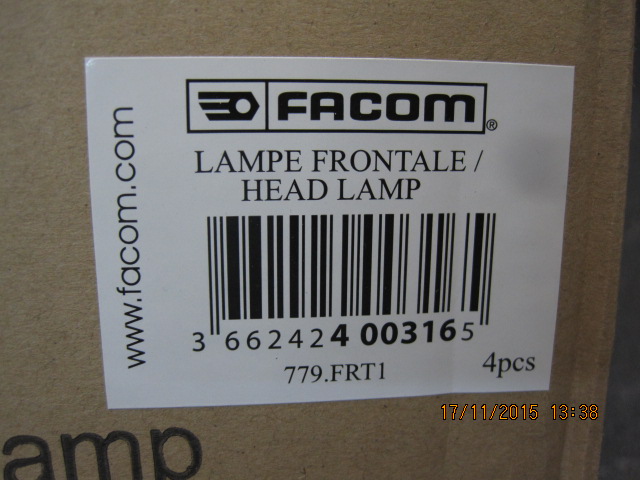 FACOM®
LAMPE FRONTALE /
HEAD LAMP
www.facom.com
3 662424 003165
779.FRT1
4pcs
17/11/2015 13:38
amp